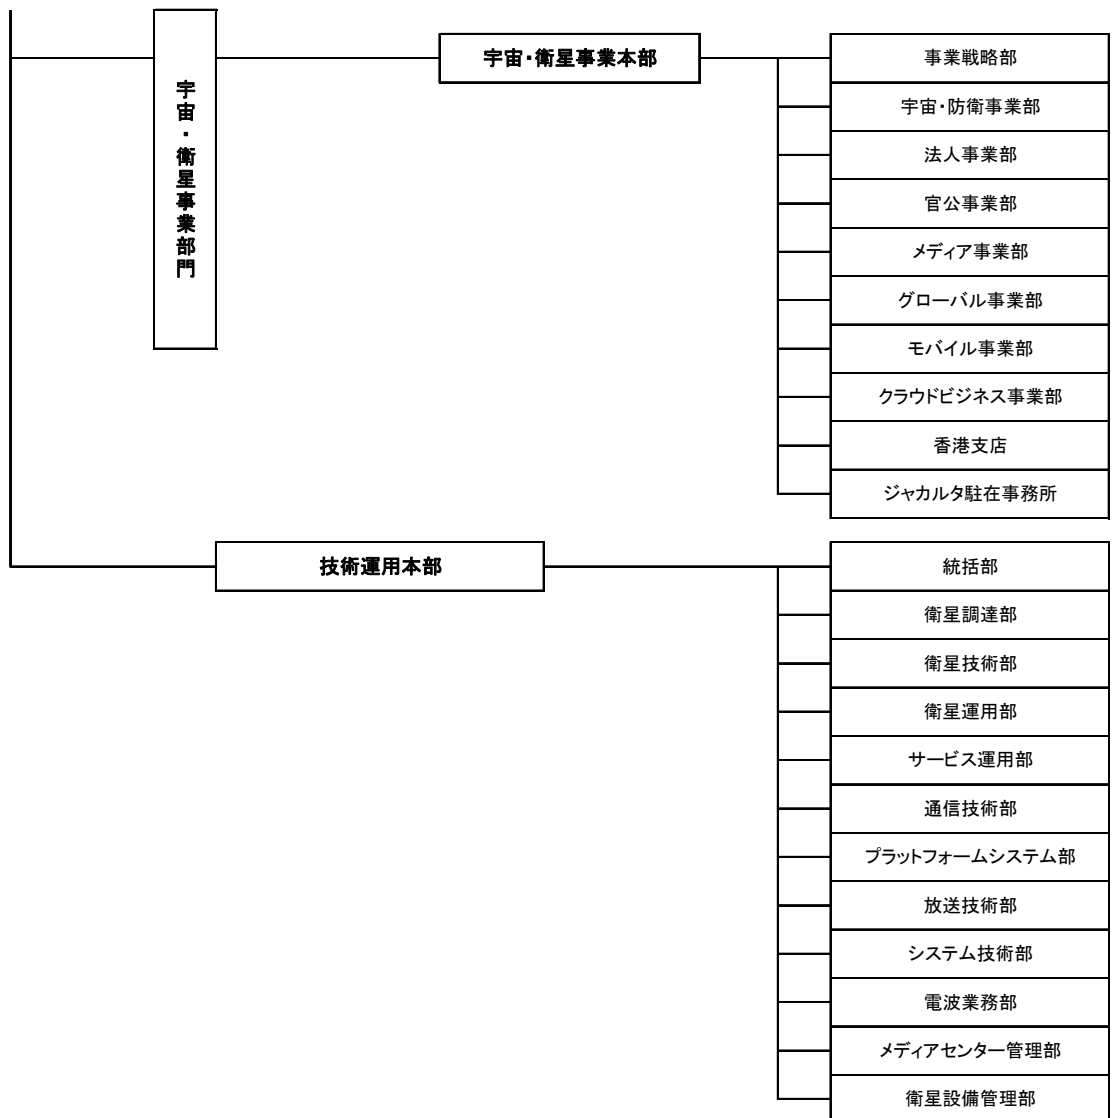 宇宙・衛星事業部門
宇宙・衛星事業本部
事業戦略部
宇宙・防衛事業部
法人事業部
官公事業部
メディア事業部
グローバル事業部
モバイル事業部
クラウドビジネス事業部
香港支店
ジャカルタ駐在事務所
技術運用本部
統括部
衛星調達部
衛星技術部
衛星運用部
サービス運用部
通信技術部
プラットフォームシステム部
放送技術部
システム技術部
電波業務部
メディアセンター管理部
衛星設備管理部